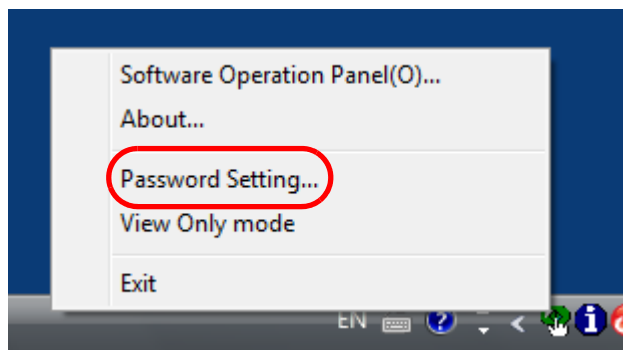 Software Operation Panel(O)...
About...
Password Setting...
View Only mode
Exit
EN